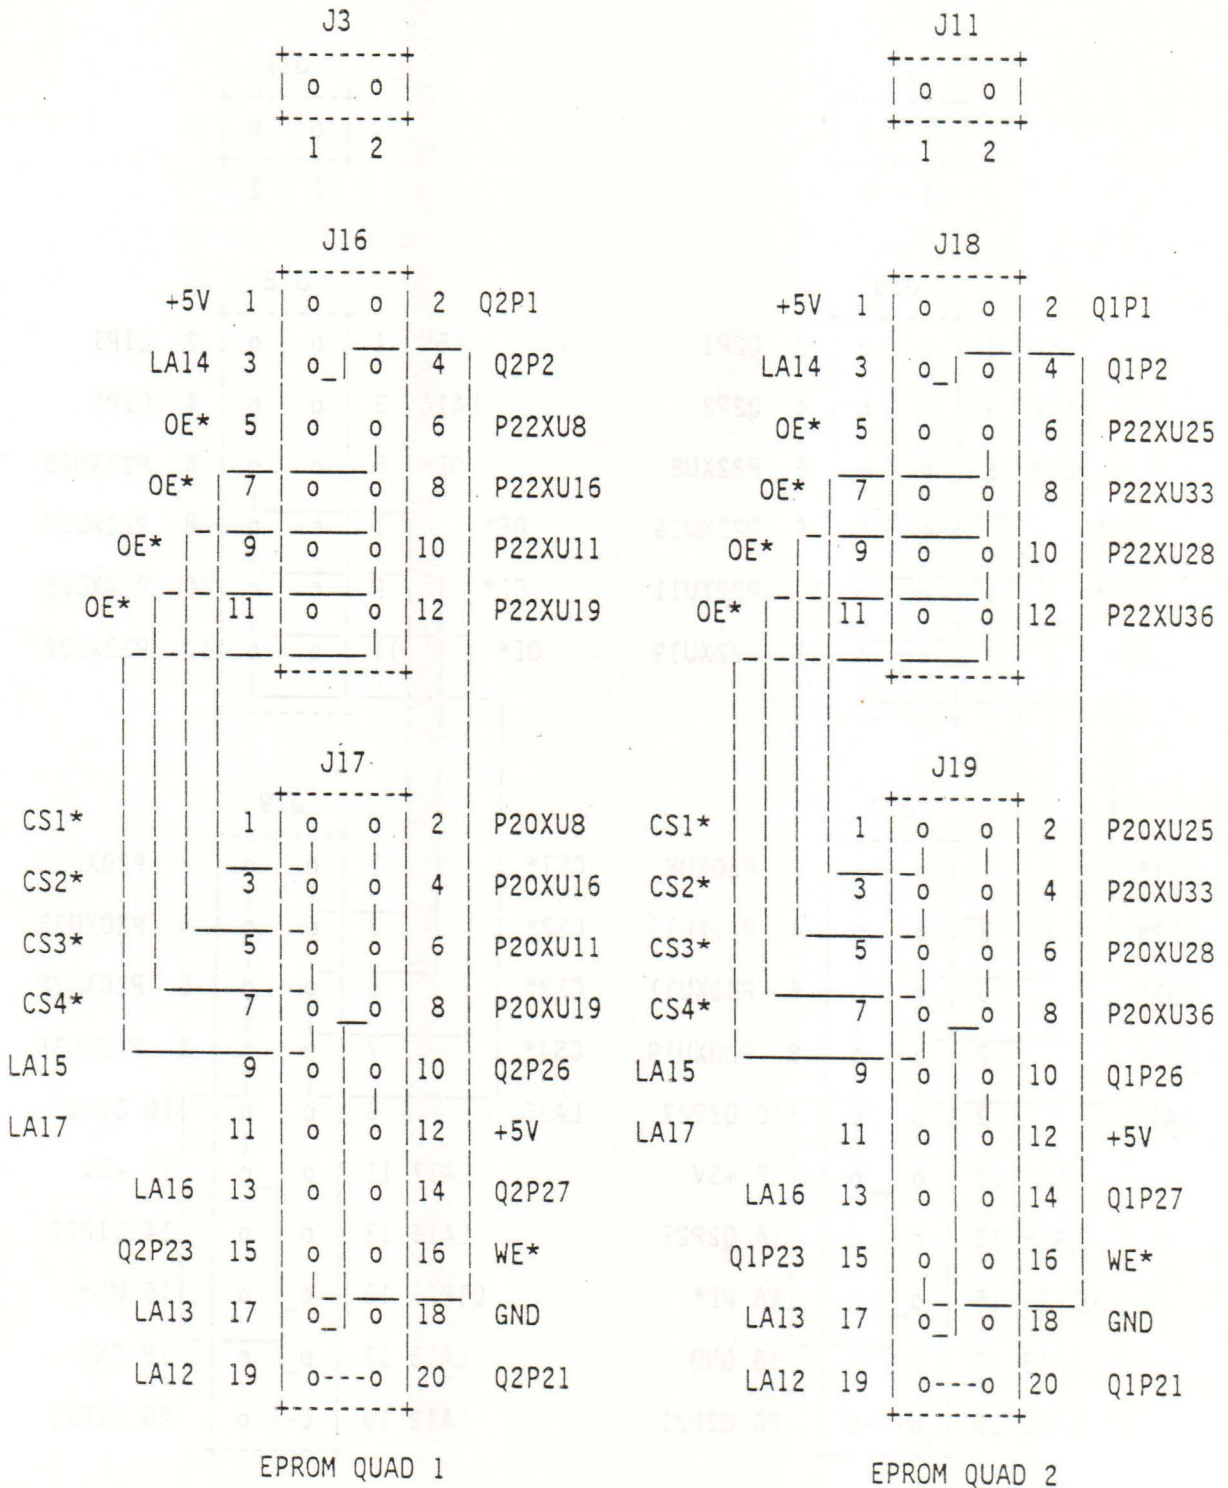 J3 J11
o o o o
1 2 1 2
J16 J18
+5V 1 o o 2 Q2P1 +5V 1 o o 2 Q1P1
LA14 3 o_ o 4 Q2P2 LA14 3 o_ o 4 Q1P2
OE* 5 o o 6 P22XU8 OE* 5 o o 6 P22XU25
OE* 7 o o 8 P22XU16 OE* 7 o o 8 P22XU33
OE* 9 o o 10 P22XU11 OE* 9 o o 10 P22XU28
OE* 11 o o 12 P22XU19 OE* 11 o o 12 P22XU36
J17 J19
CS1* 1 o o 2 P20XU8 CS1* 1 o o 2 P20XU25
CS2* 3 o o 4 P20XU16 CS2* 3 o o 4 P20XU33
CS3* 5 o o 6 P20XU11 CS3* 5 o o 6 P20XU28
CS4* 7 o o 8 P20XU19 CS4* 7 o o 8 P20XU36
LA15 9 o o 10 Q2P26 LA15 9 o o 10 Q1P26
LA17 11 o o 12 +5V LA17 11 o o 12 +5V
LA16 13 o o 14 Q2P27 LA16 13 o o 14 Q1P27
Q2P23 15 o o 16 WE* Q1P23 15 o o 16 WE*
LA13 17 o_ o 18 GND LA13 17 o_ o 18 GND
LA12 19 o---o 20 Q2P21 LA12 19 o---o 20 Q1P21
EPROM QUAD 1 EPROM QUAD 2